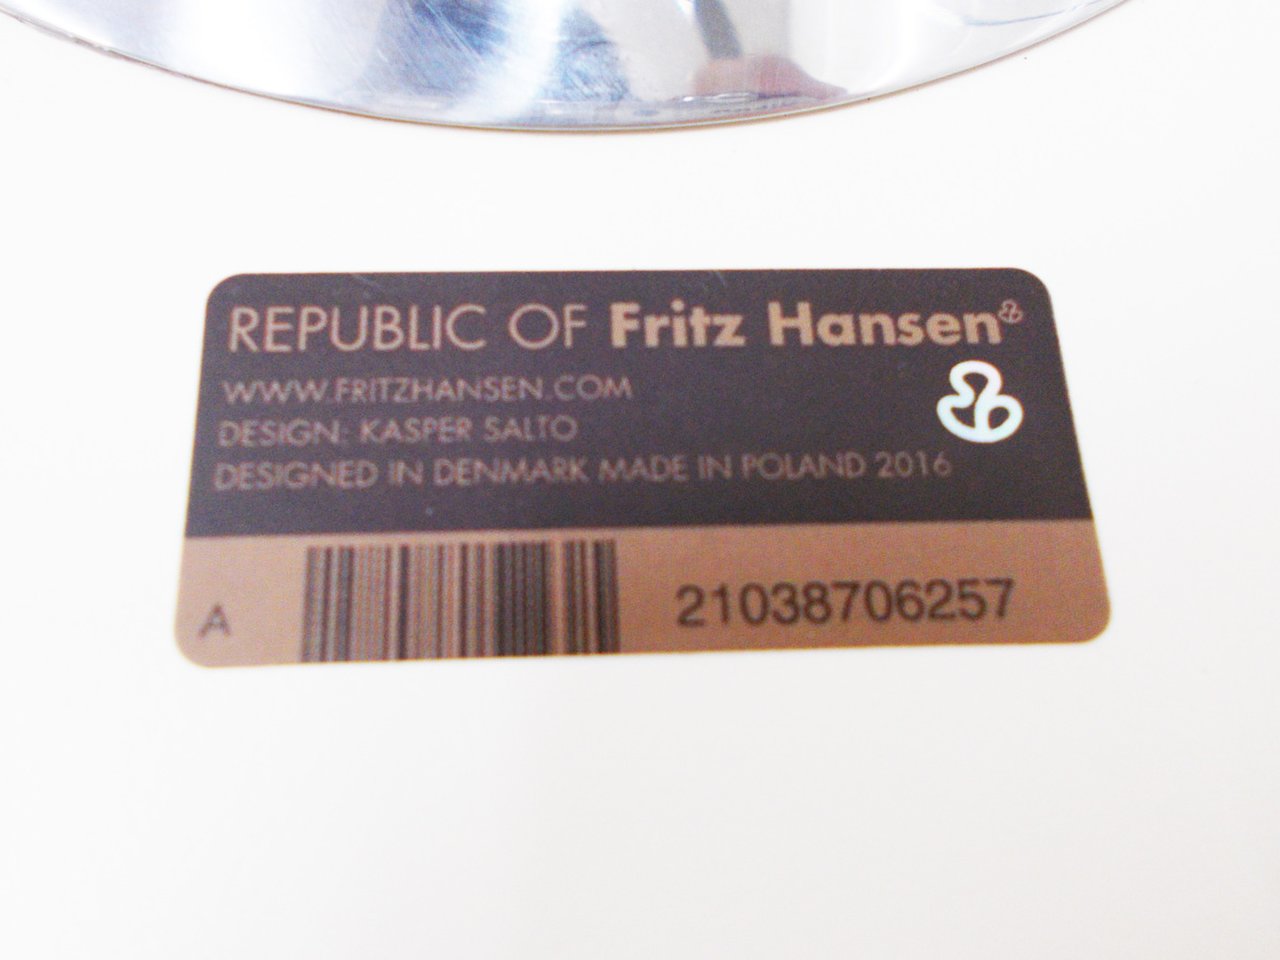 REPUBLIC OF Fritz Hansen
WWW.FRITZHANSEN.COM
DESIGN: KASPER SALTO
DESIGNED IN DENMARK MADE IN POLAND 2016
A
21038706257